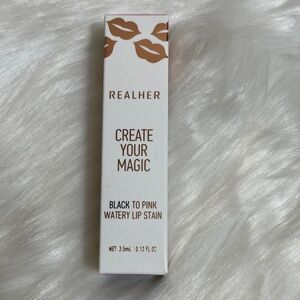 REALHER
CREATE
YOUR
MAGIC
BLACK TO PINK
WATERY LIP STAIN
NET 3.5mL / 0.12 FL OZ